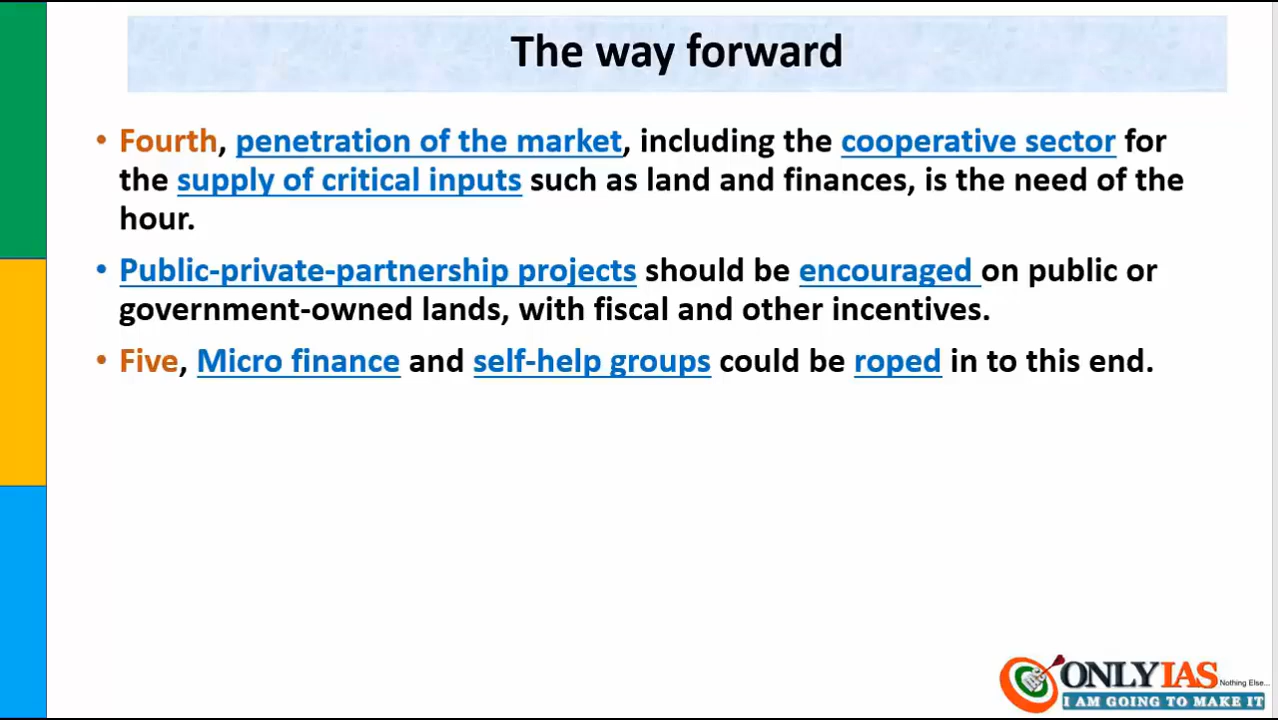 The way forward
• Fourth, penetration of the market, including the cooperative sector for
the supply of critical inputs such as land and finances, is the need of the
hour.
• Public-private-partnership projects should be encouraged on public or
government-owned lands, with fiscal and other incentives.
• Five, Micro finance and self-help groups could be roped in to this end.
ONLYIAS Nothing Else...
I AM GOING TO MAKE IT